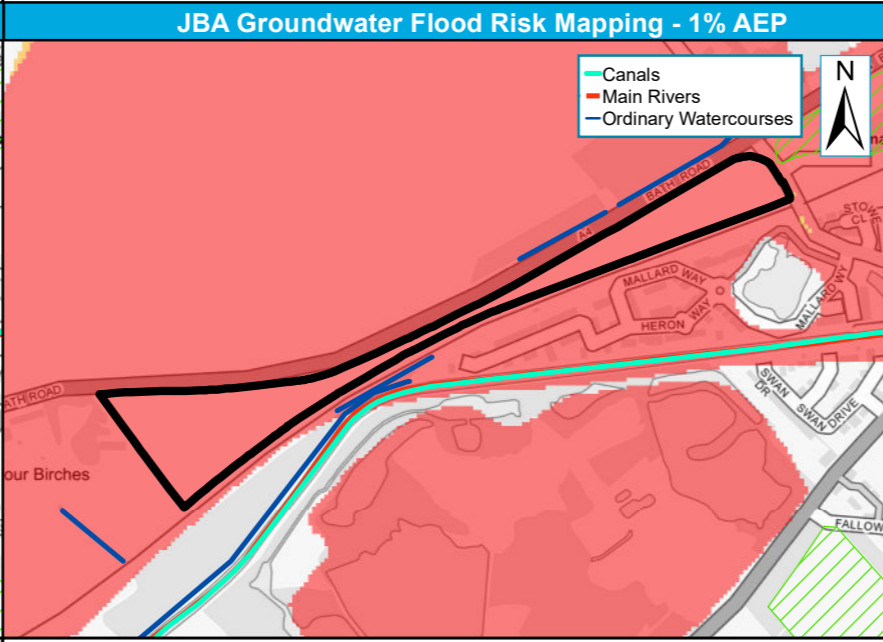 JBA Groundwater Flood Risk Mapping - 1% AEP
Canals
Main Rivers
Ordinary Watercourses
N
BATH ROAD
A4
STOWE
CL
MALLARD WAY
HERON
WAY
MALLARD WY
ATH ROAD
SWAN
DR
SWAN
DRIVE
our Birches
FALLOW